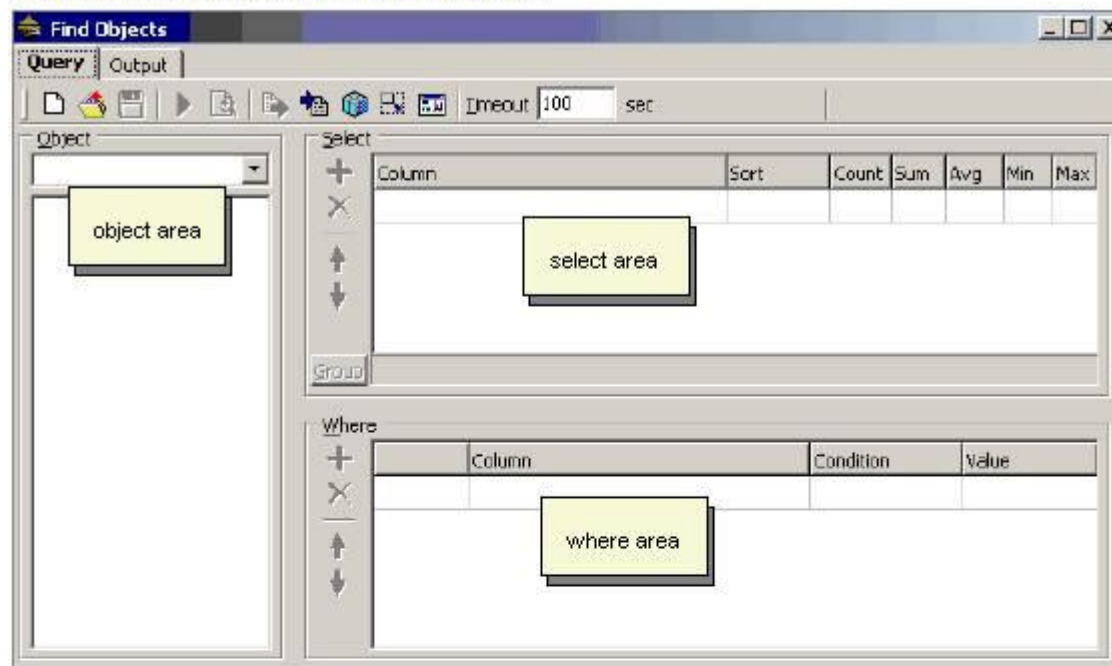 Find Objects
Query Output
Timeout 100 sec
Object
object area
Select
Column Sort Count Sum Avg Min Max
select area
Group
Where
Column Condition Value
where area